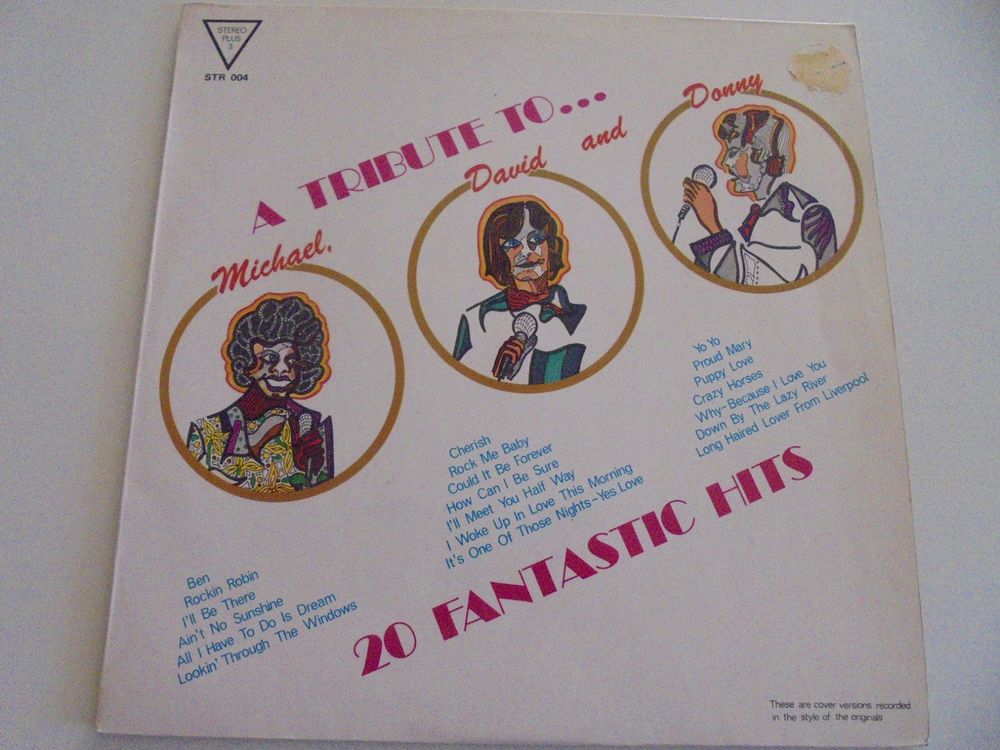 STEREO
PLUS
3
STR 004
A TRIBUTE TO...
Michael,
David and
Donny
Ben
Rockin Robin
I'll Be There
Ain't No Sunshine
All I Have To Do Is Dream
Lookin' Through The Windows
Cherish
Rock Me Baby
Could It Be Forever
How Can I Be Sure
I'll Meet You Half Way
I Woke Up In Love This Morning
It's One Of Those Nights-Yes Love
Yo Yo
Proud Mary
Puppy Love
Crazy Horses
Why-Because I Love You
Down By The Lazy River
Long Haired Lover From Liverpool
20 FANTASTIC HITS
These are cover versions recorded
in the style of the originals